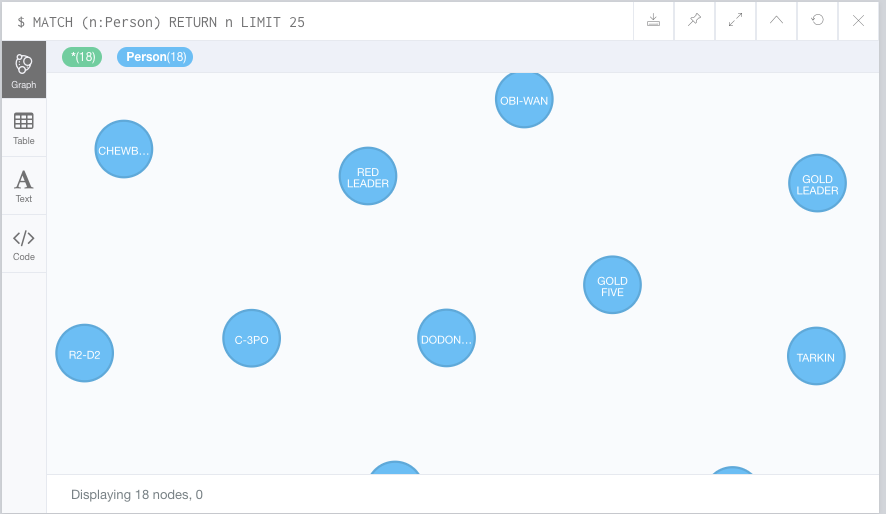 $ MATCH (n:Person) RETURN n LIMIT 25
*(18)
Person(18)
Graph
Table
A
Text
</>
Code
OBI-WAN
CHEWB...
RED
LEADER
GOLD
LEADER
GOLD
FIVE
R2-D2
C-3PO
DODON...
TARKIN
Displaying 18 nodes, 0